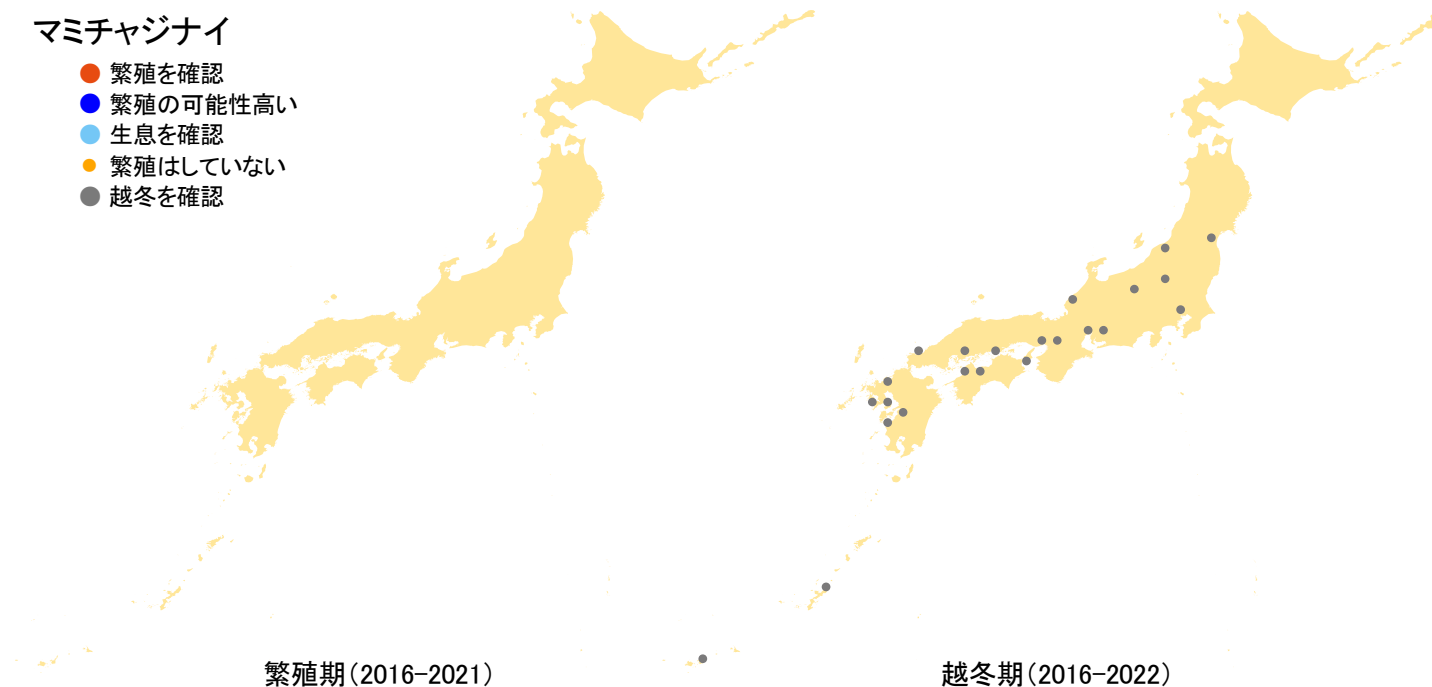 マミチャジナイ
繁殖を確認
繁殖の可能性高い
生息を確認
繁殖はしていない
越冬を確認
繁殖期(2016-2021)
越冬期(2016-2022)